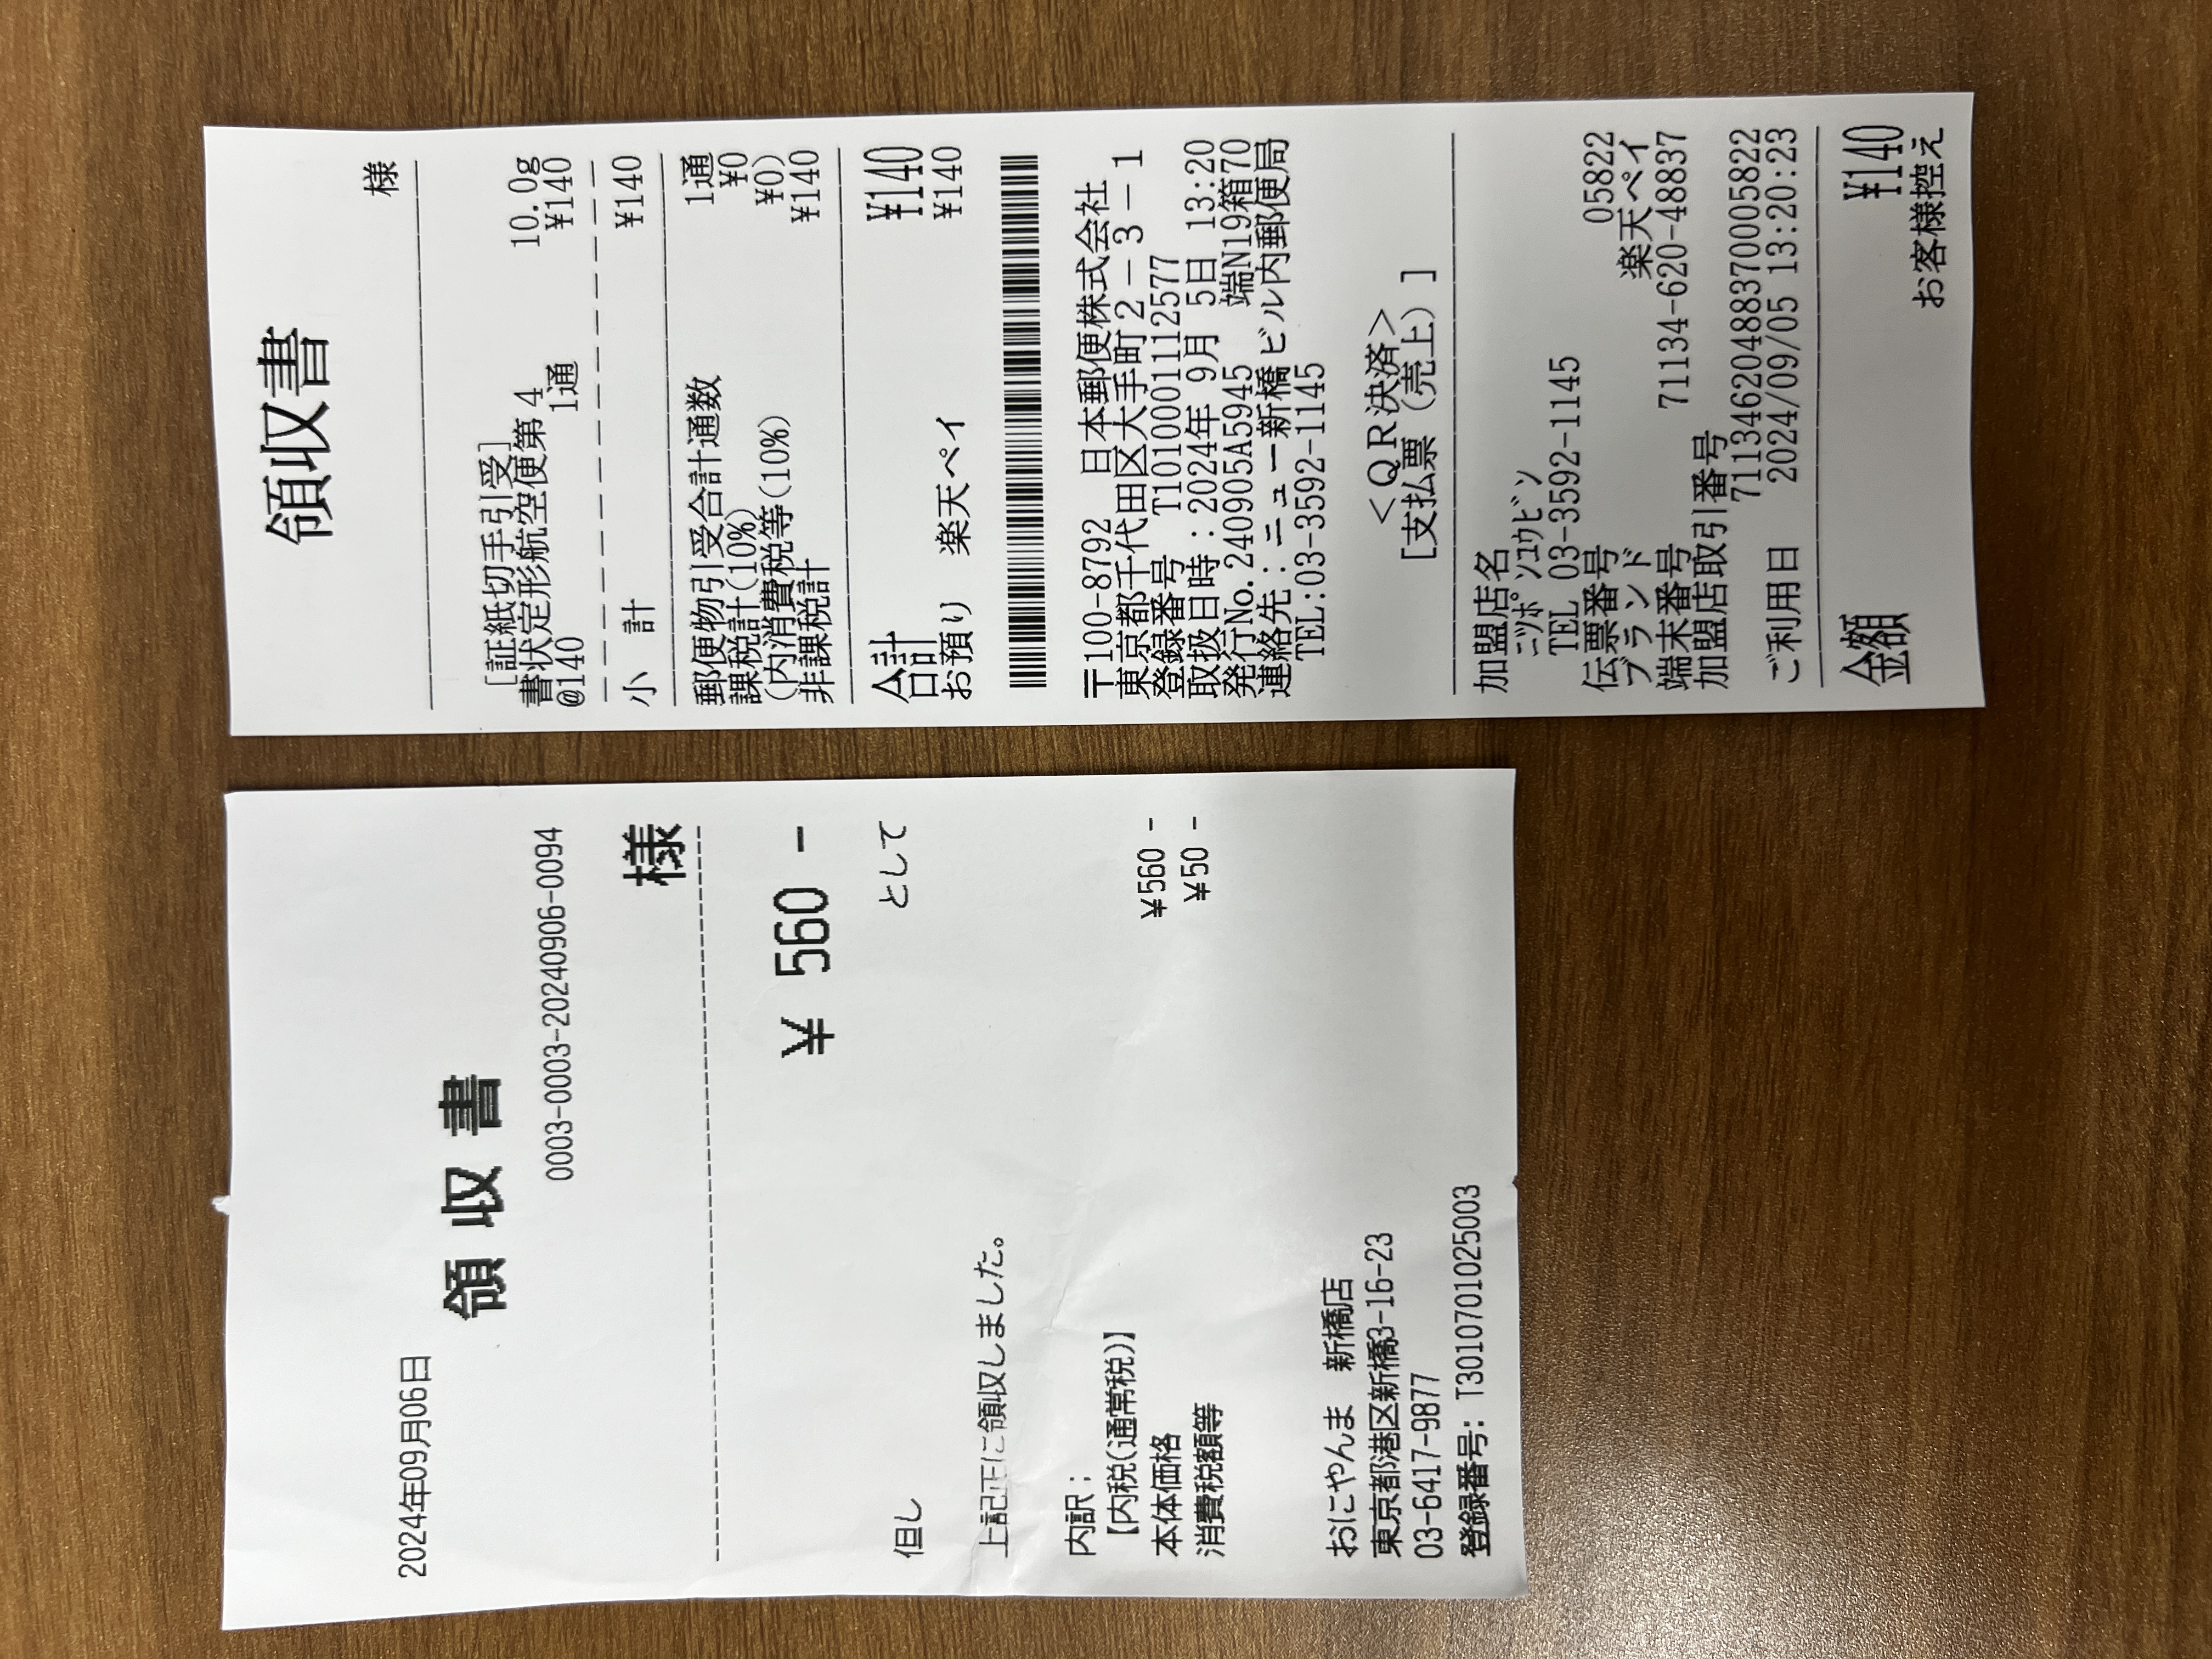 2024年09月06日
領収書
0003-0003-20240906-0094
様
¥ 560 -
但し として
上記正に領収しました。
内訳:
【内税(通常税)】
本体価格 ¥560 -
消費税額等 ¥50 -
おにやんま 新橋店
東京都港区新橋3-16-23
03-6417-9877
登録番号: T3010701025003
領収書
様
[証紙切手引受]
書状定形航空便第4 10.0g
@140 1通 ¥140
小 計 ¥140
郵便物引受合計通数 1通
課税計(10%) ¥0
(内消費税等(10%) ¥0)
非課税計 ¥140
合計 ¥140
お預り 楽天ペイ ¥140
〒100-8792 日本郵便株式会社
東京都千代田区大手町2-3-1
登録番号 T1010001112577
取扱日時:2024年 9月 5日 13:20
発行No.240905A5945 端N19箱70
連絡先:ニュー新橋ビル内郵便局
TEL:03-3592-1145
<QR決済>
[支払票(売上)]
加盟店名
ニツポンユウビン
TEL 03-3592-1145
伝票番号 05822
ブランド 楽天ペイ
端末番号 71134-620-48837
加盟店取引番号
71134620488370005822
ご利用日 2024/09/05 13:20:23
金額 ¥140
お客様控え